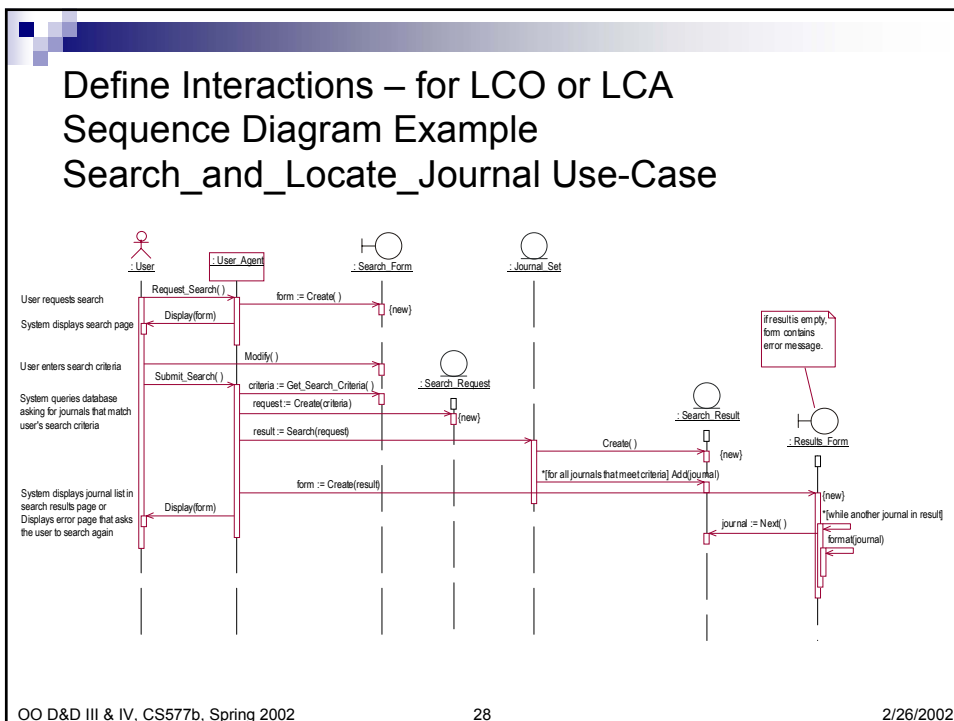 Define Interactions – for LCO or LCA
Sequence Diagram Example
Search_and_Locate_Journal Use-Case
: User
: User_Agent
: Search_Form
: Journal_Set
User requests search
Request_Search( )
form := Create( )
{new}
System displays search page
Display(form)
if result is empty,
form contains
error message.
User enters search criteria
Modify( )
Submit_Search( )
criteria := Get_Search_Criteria( )
: Search_Request
System queries database
asking for journals that match
user's search criteria
request := Create(criteria)
{new}
: Search_Result
result := Search(request)
Create( )
{new}
: Results_Form
*[for all journals that meet criteria] Add(journal)
System displays journal list in
search results page or
Displays error page that asks
the user to search again
form := Create(result)
{new}
Display(form)
*[while another journal in result]
journal := Next( )
format(journal)
OO D&D III & IV, CS577b, Spring 2002
28
2/26/2002